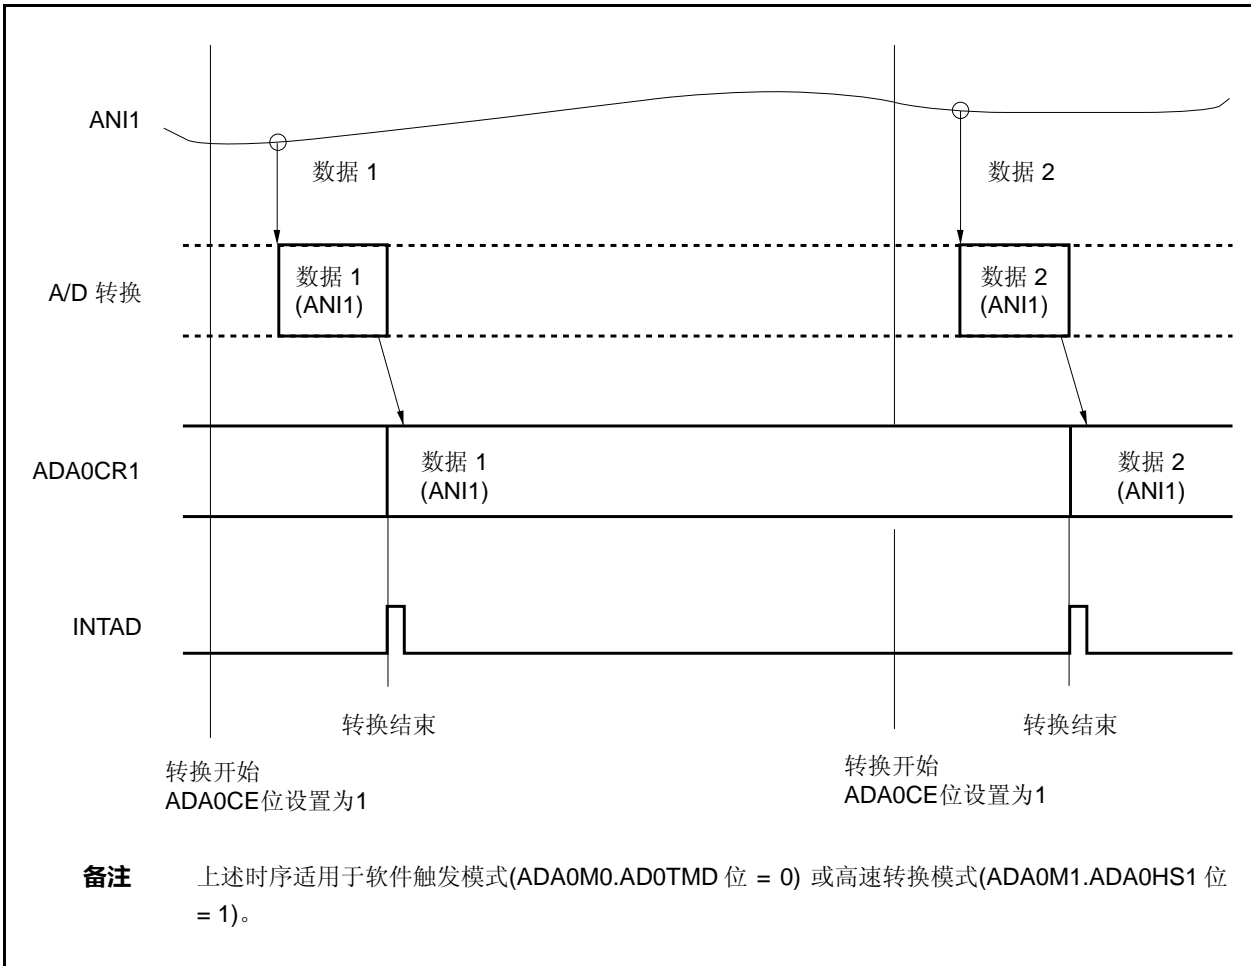 ANI1
数据 1
数据 2
A/D 转换
数据 1
(ANI1)
数据 2
(ANI1)
ADA0CR1
数据 1
(ANI1)
数据 2
(ANI1)
INTAD
转换结束
转换结束
转换开始
ADA0CE位设置为1
转换开始
ADA0CE位设置为1
备注 上述时序适用于软件触发模式(ADA0M0.AD0TMD 位 = 0) 或高速转换模式(ADA0M1.ADA0HS1 位
= 1)。